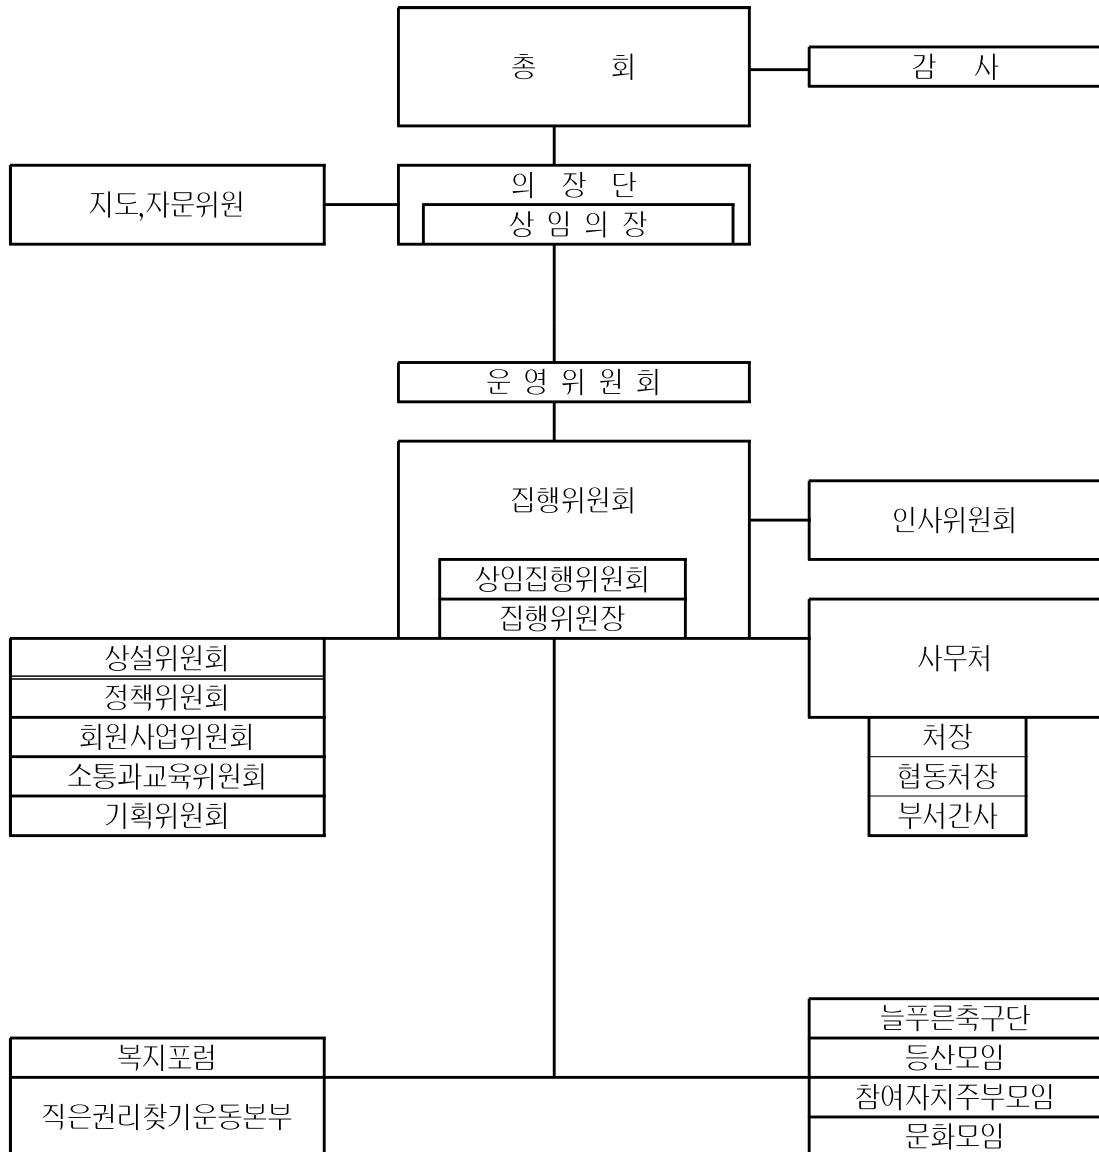 총 회
감 사
지도,자문위원
의 장 단
상 임 의 장
운 영 위 원 회
집행위원회
인사위원회
상임집행위원회
집행위원장
상설위원회
정책위원회
회원사업위원회
소통과교육위원회
기획위원회
사무처
처장
협동처장
부서간사
복지포럼
직은권리찾기운동본부
늘푸른축구단
등산모임
참여자치주부모임
문화모임